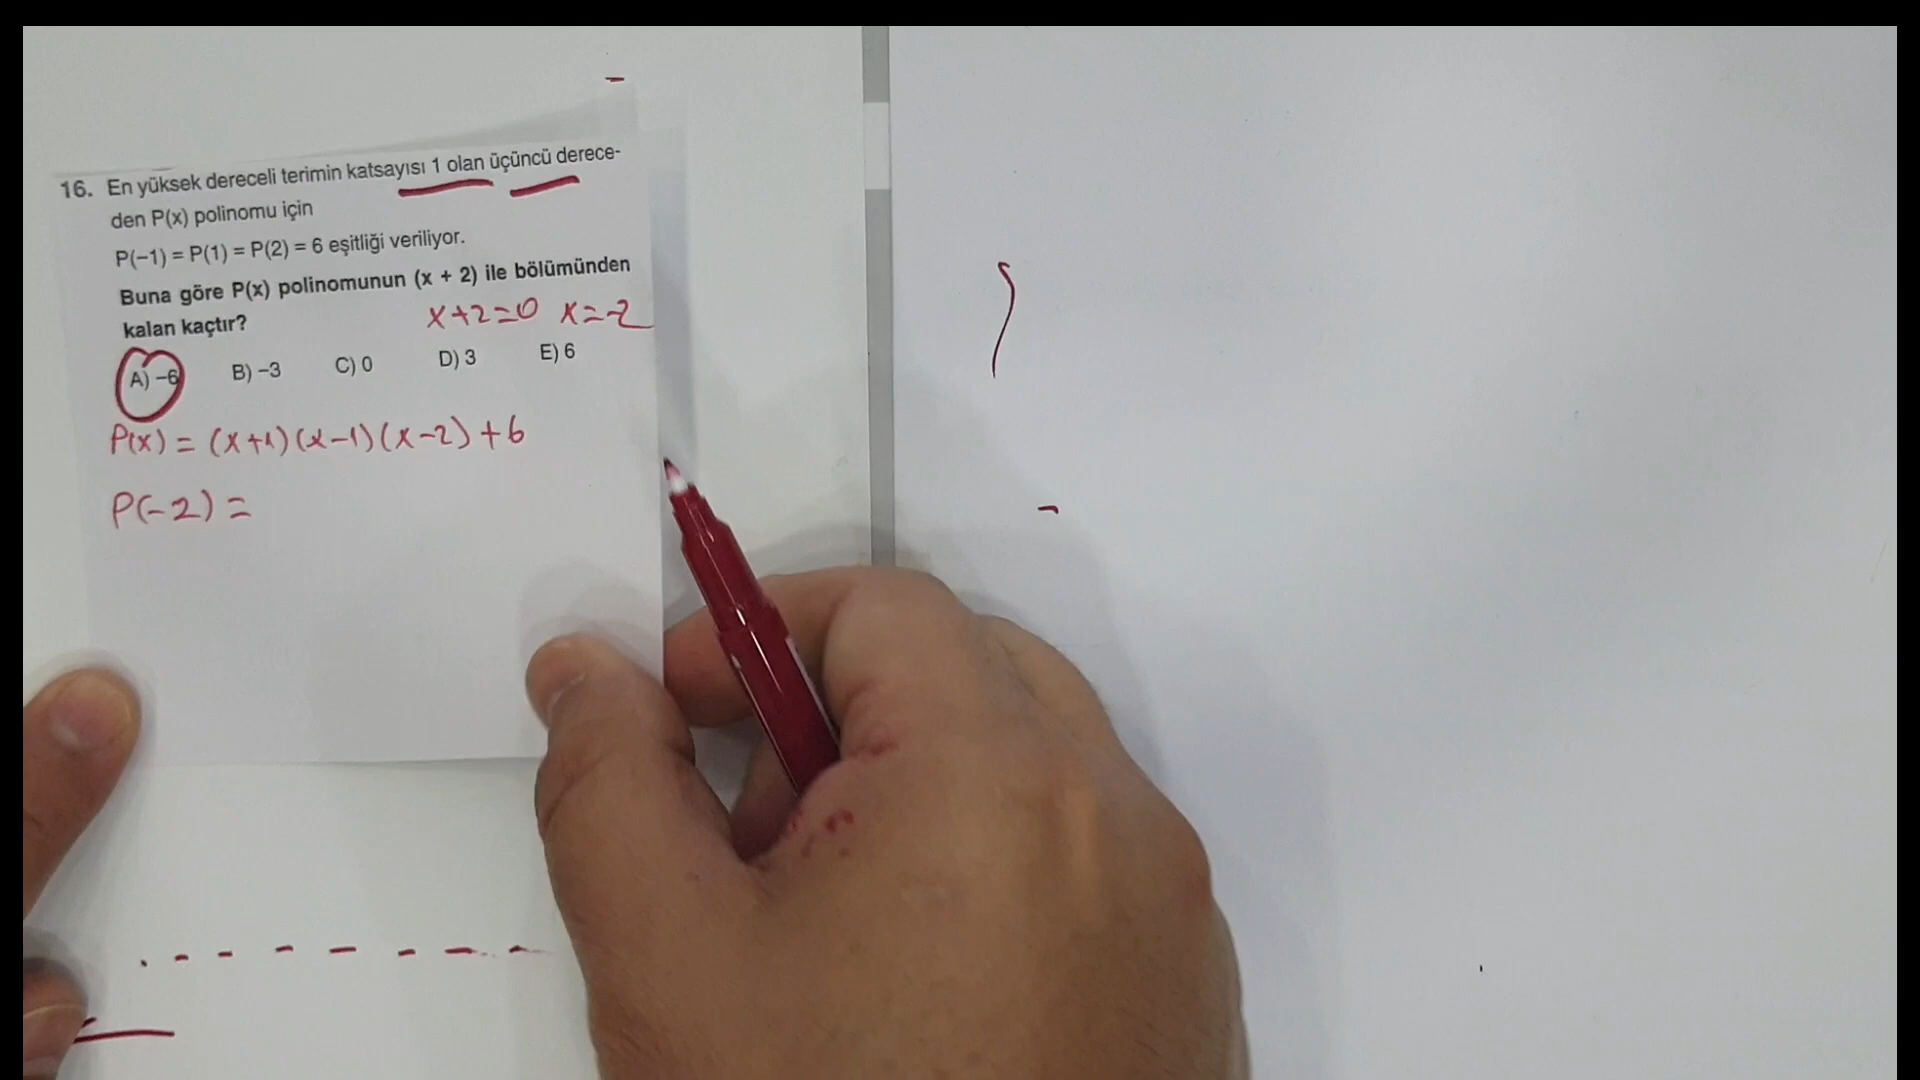 16. En yüksek dereceli terimin katsayısı 1 olan üçüncü derece-
den P(x) polinomu için
P(−1) = P(1) = P(2) = 6 eşitliği veriliyor.
Buna göre P(x) polinomunun (x + 2) ile bölümünden
kalan kaçtır?
x+2=0 x=-2
A) −6 B) −3 C) 0 D) 3 E) 6
P(x) = (x+1)(x-1)(x-2)+6
P(-2) =